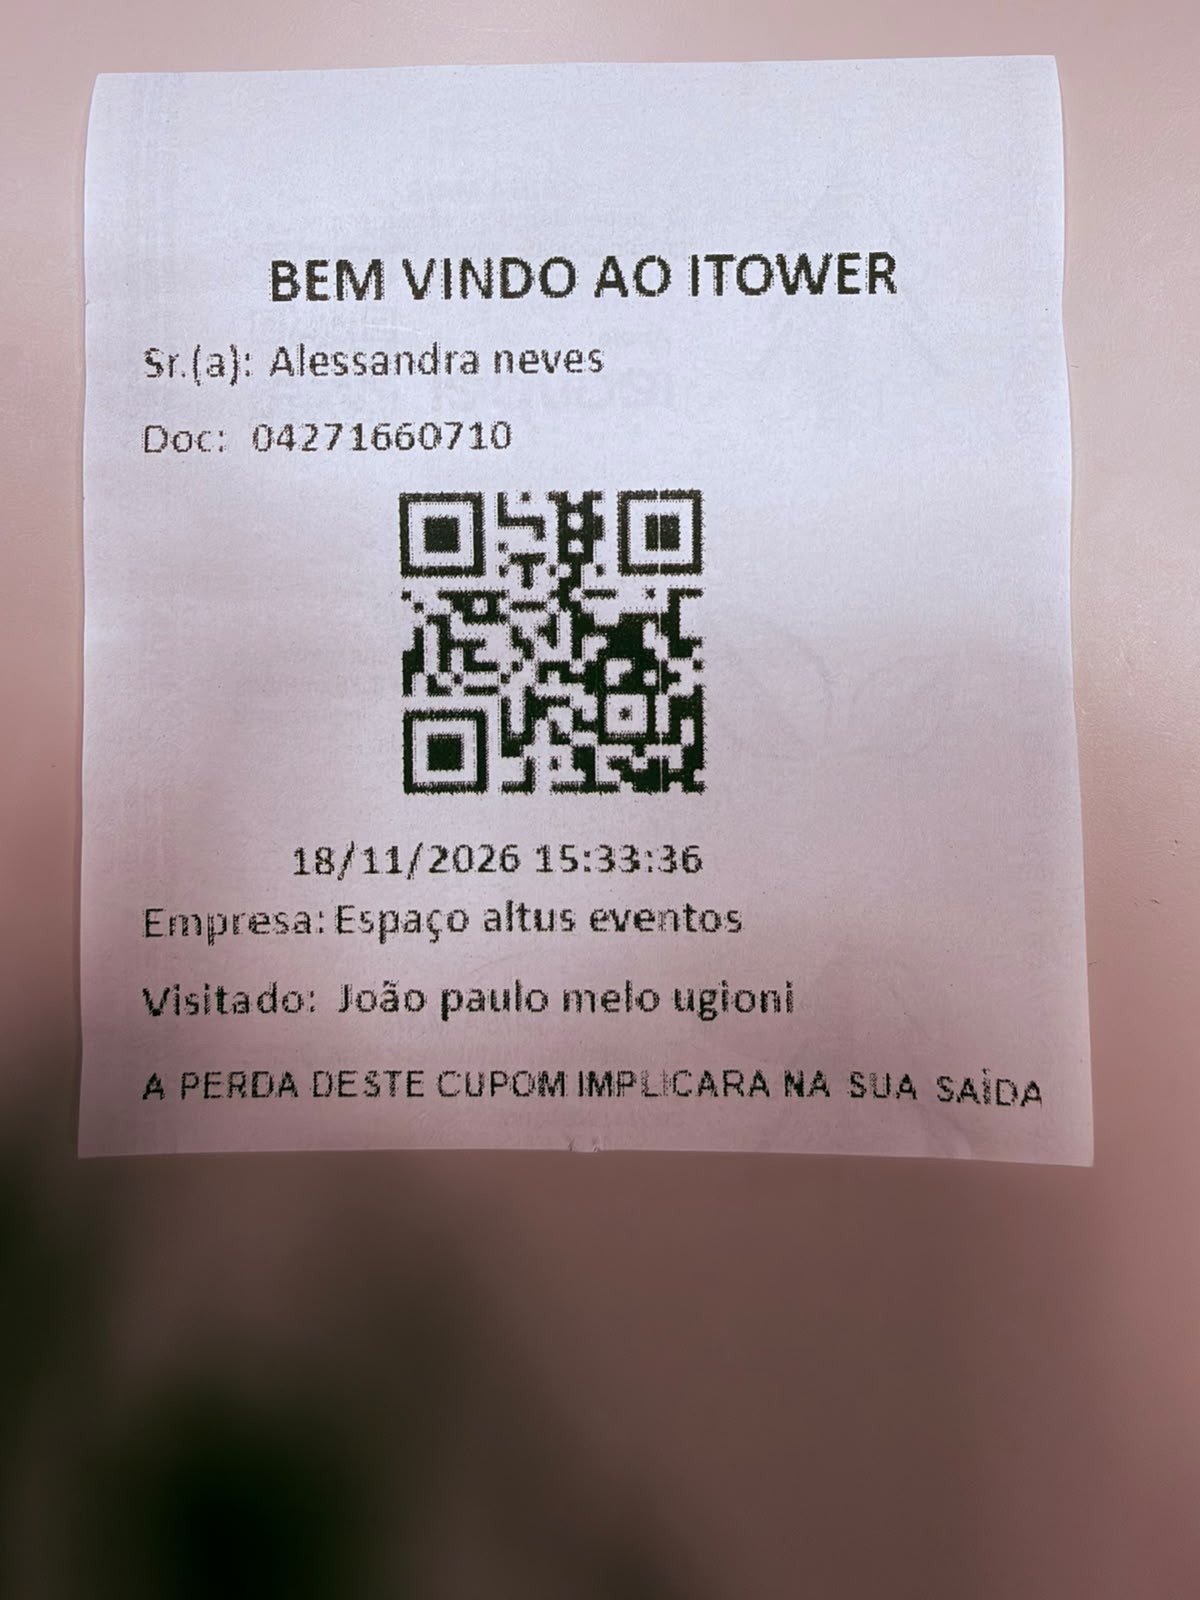 BEM VINDO AO ITOWER
Sr.(a): Alessandra neves
Doc: 04271660710
18/11/2026 15:33:36
Empresa: Espaço altus eventos
Visitado: João paulo melo ugioni
A PERDA DESTE CUPOM IMPLICARA NA SUA SAÍDA